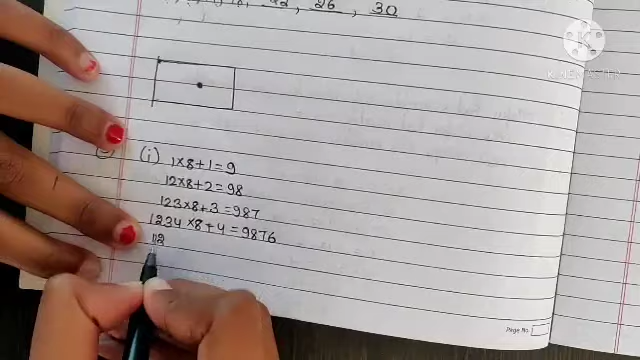 26, 30
KINEMASTER
(i) 1×8+1=9
12×8+2=98
123×8+3=987
1234×8+4=9876
12
Page No.